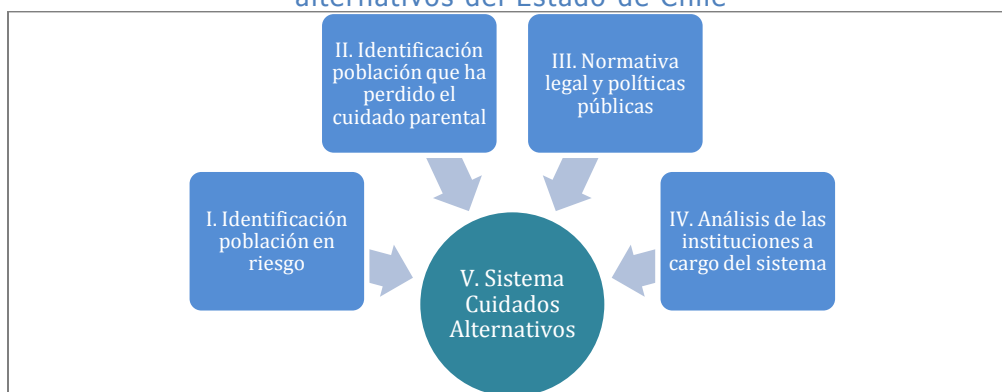 alternativos del Estado de Chile
II. Identificación
población que ha
perdido el
cuidado parental
III. Normativa
legal y políticas
públicas
I. Identificación
población en
riesgo
IV. Análisis de las
instituciones a
cargo del sistema
V. Sistema
Cuidados
Alternativos